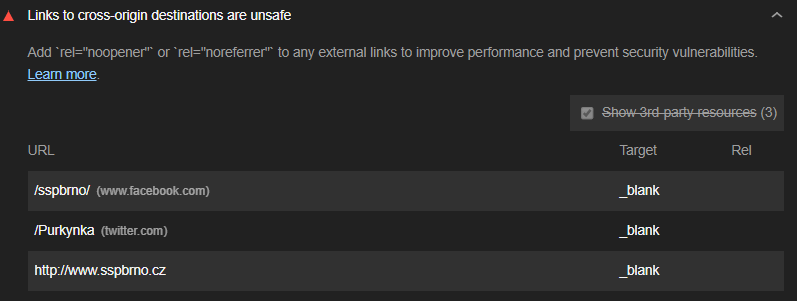 Links to cross-origin destinations are unsafe
Add `rel="noopener"` or `rel="noreferrer"` to any external links to improve performance and prevent security vulnerabilities.
Learn more.
Show 3rd-party resources (3)
URL Target Rel
/sspbrno/ (www.facebook.com) _blank
/Purkynka (twitter.com) _blank
http://www.sspbrno.cz _blank